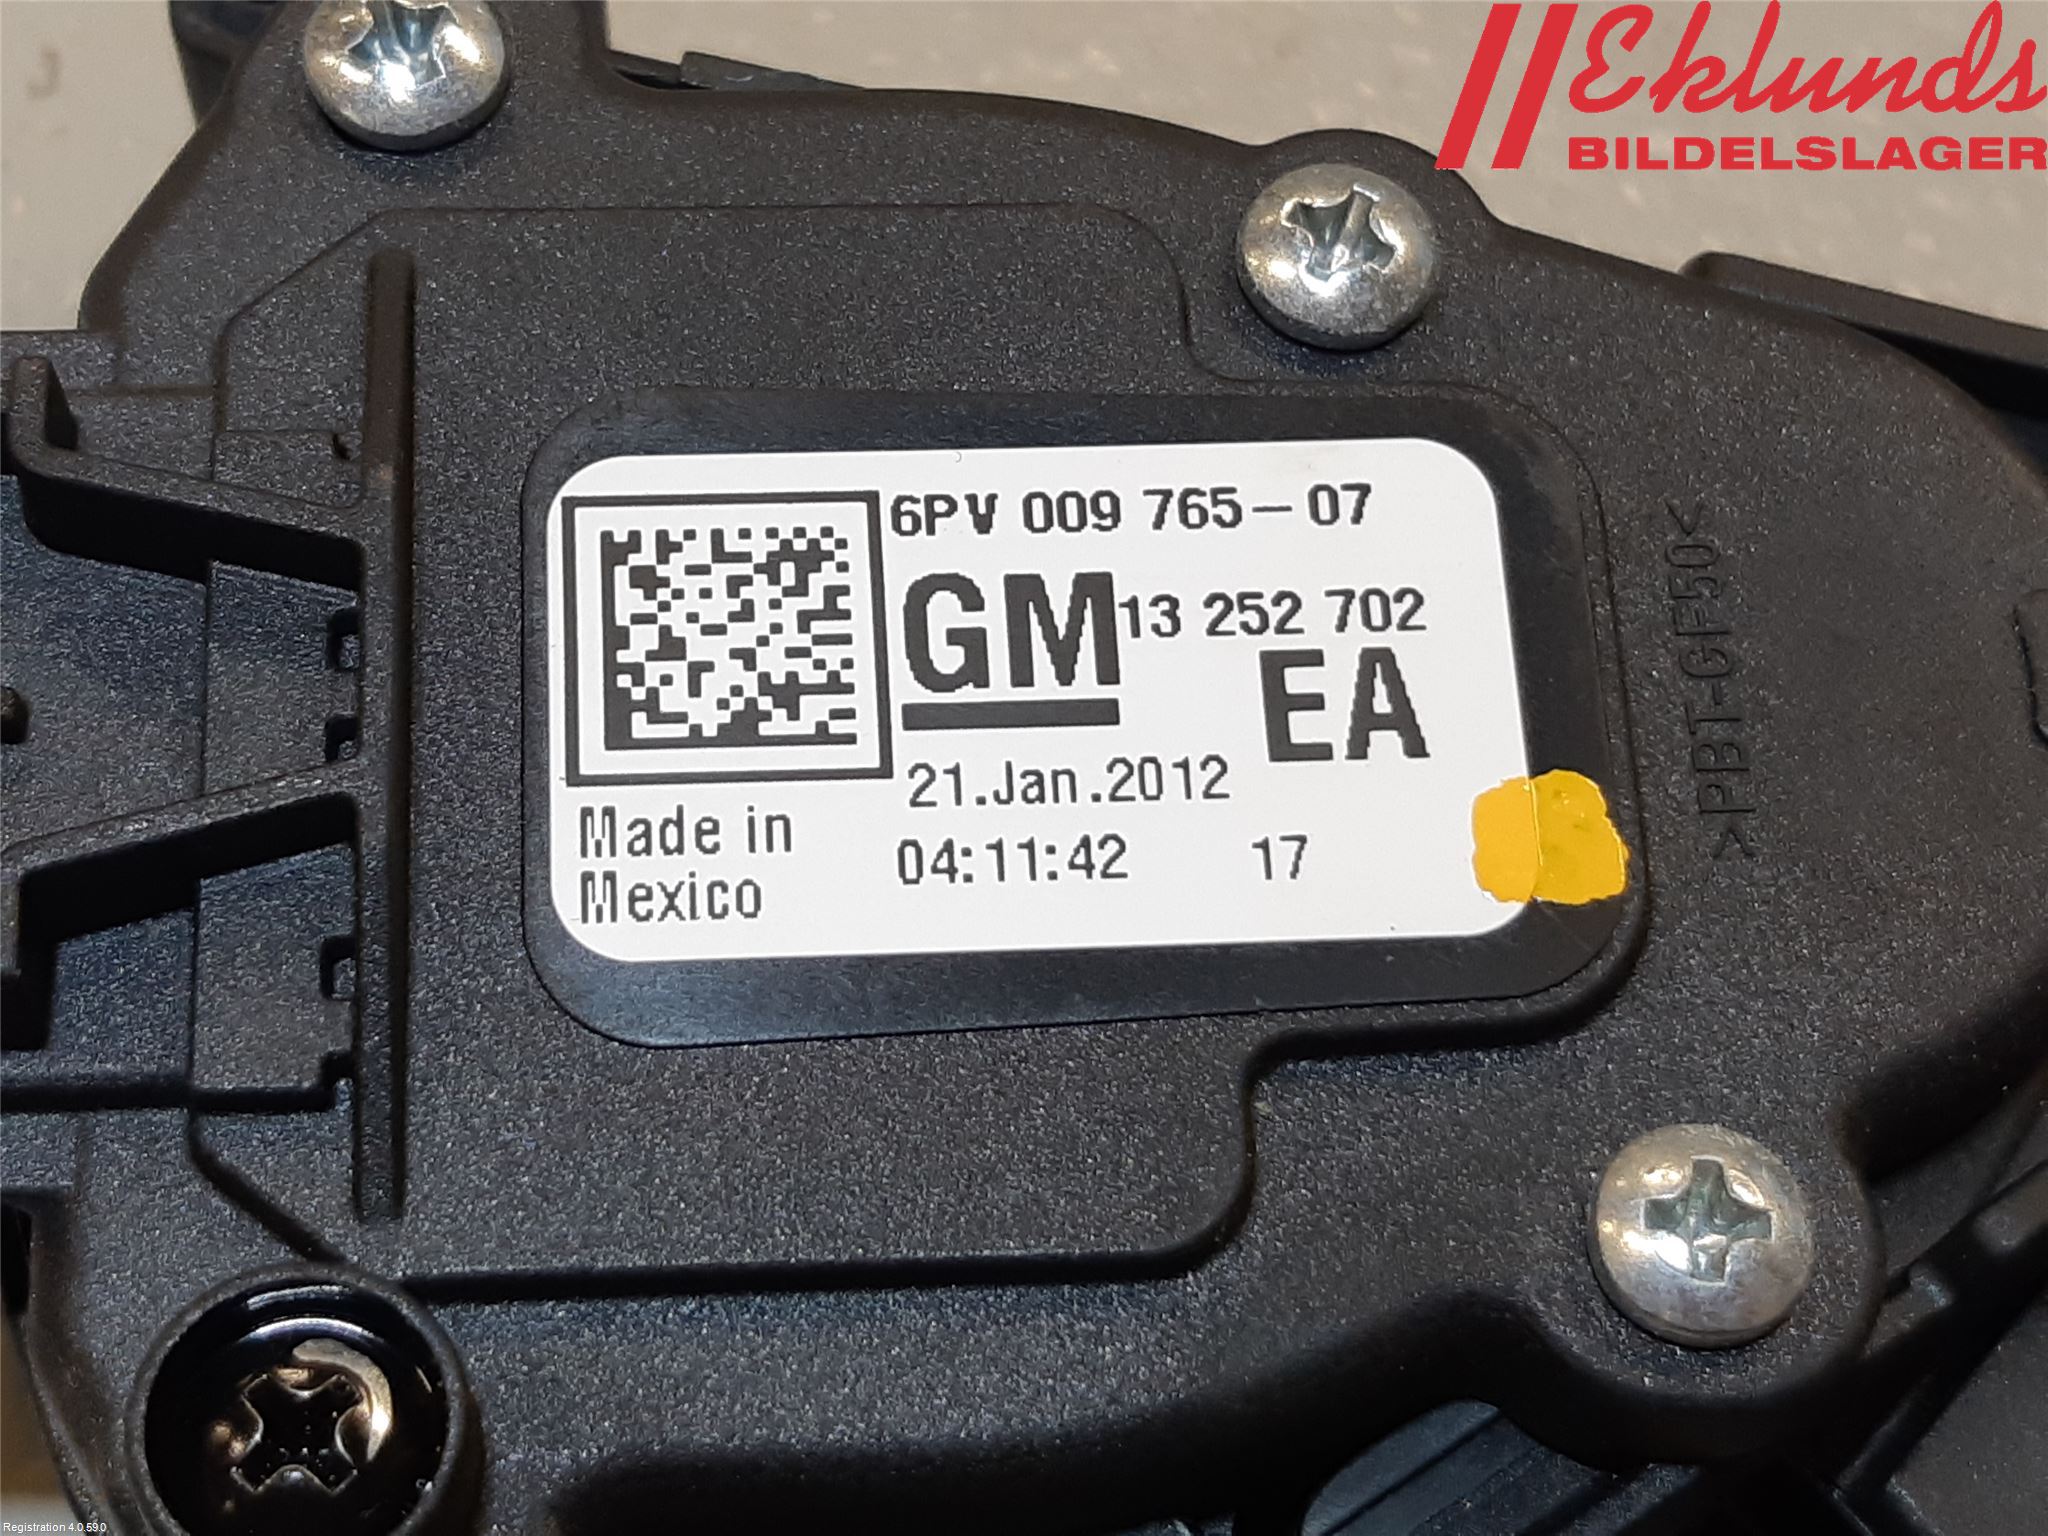 Eklunds
BILDELSLAGER
6PV 009 765-07
GM 13 252 702
EA
21.Jan.2012
04:11:42 17
Made in
Mexico
>PBT-GF50<
Registration 4.0.59.0